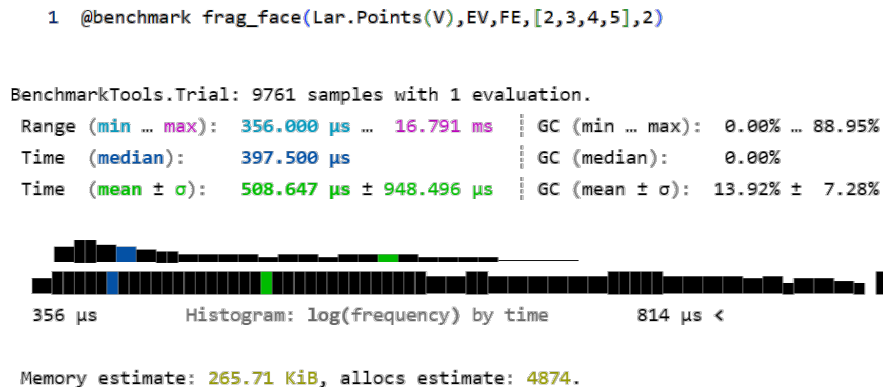 1 @benchmark frag_face(Lar.Points(V),EV,FE,[2,3,4,5],2)
BenchmarkTools.Trial: 9761 samples with 1 evaluation.
Range (min … max): 356.000 μs … 16.791 ms ┊ GC (min … max): 0.00% … 88.95%
Time (median): 397.500 μs ┊ GC (median): 0.00%
Time (mean ± σ): 508.647 μs ± 948.496 μs ┊ GC (mean ± σ): 13.92% ± 7.28%
356 μs Histogram: log(frequency) by time 814 μs <
Memory estimate: 265.71 KiB, allocs estimate: 4874.